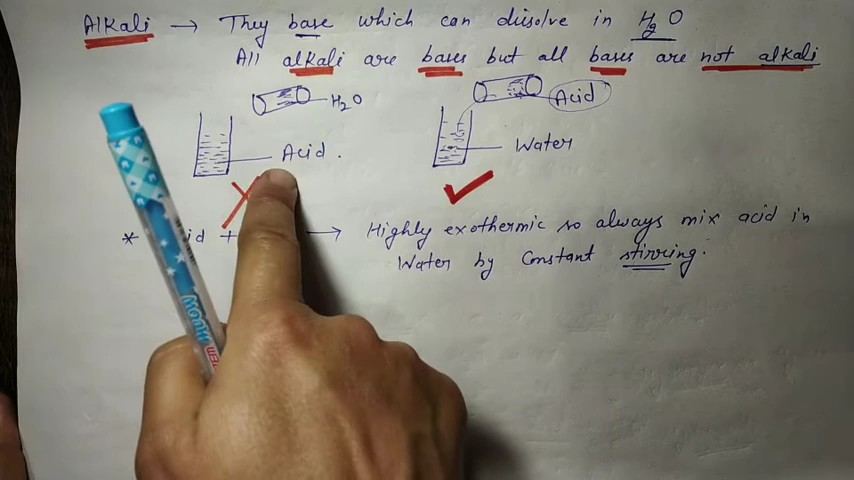 Alkali → They base which can dissolve in H2O
All alkali are bases but all bases are not alkali
H2O
Acid
Acid.
Water
* id + → Highly exothermic so always mix acid in
Water by Constant stirring.